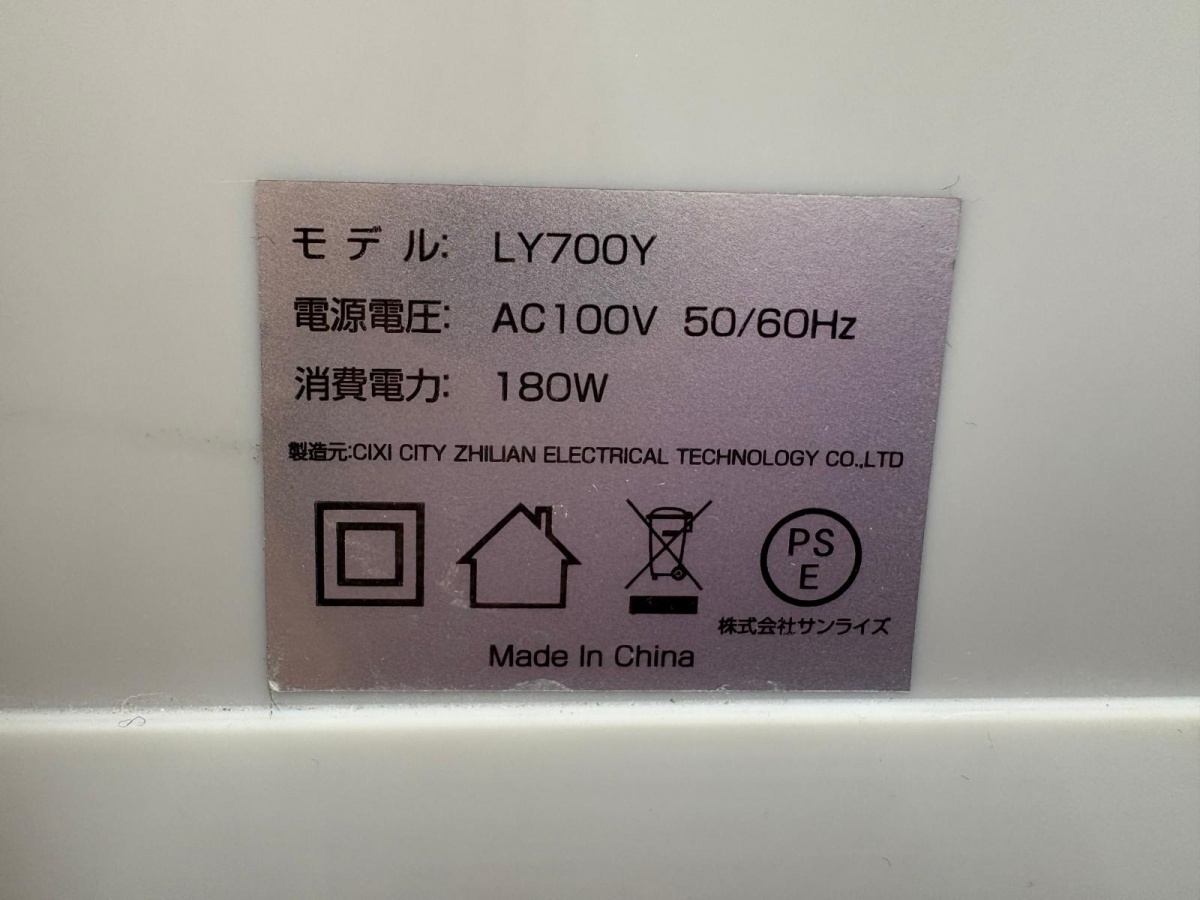 モデル: LY700Y
電源電圧: AC100V 50/60Hz
消費電力: 180W
製造元:CIXI CITY ZHILIAN ELECTRICAL TECHNOLOGY CO.,LTD
PS
E
株式会社サンライズ
Made In China